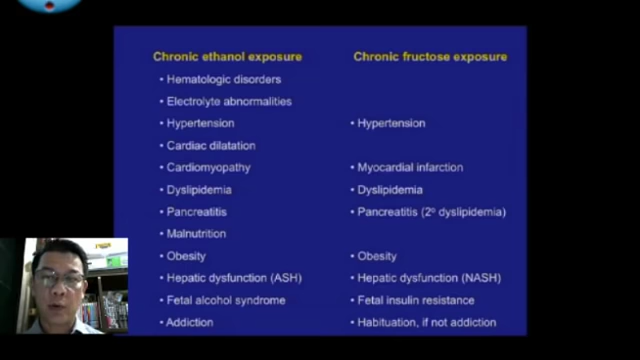 Chronic ethanol exposure Chronic fructose exposure
• Hematologic disorders
• Electrolyte abnormalities
• Hypertension • Hypertension
• Cardiac dilatation
• Cardiomyopathy • Myocardial infarction
• Dyslipidemia • Dyslipidemia
• Pancreatitis • Pancreatitis (2º dyslipidemia)
• Malnutrition
• Obesity • Obesity
• Hepatic dysfunction (ASH) • Hepatic dysfunction (NASH)
• Fetal alcohol syndrome • Fetal insulin resistance
• Addiction • Habituation, if not addiction